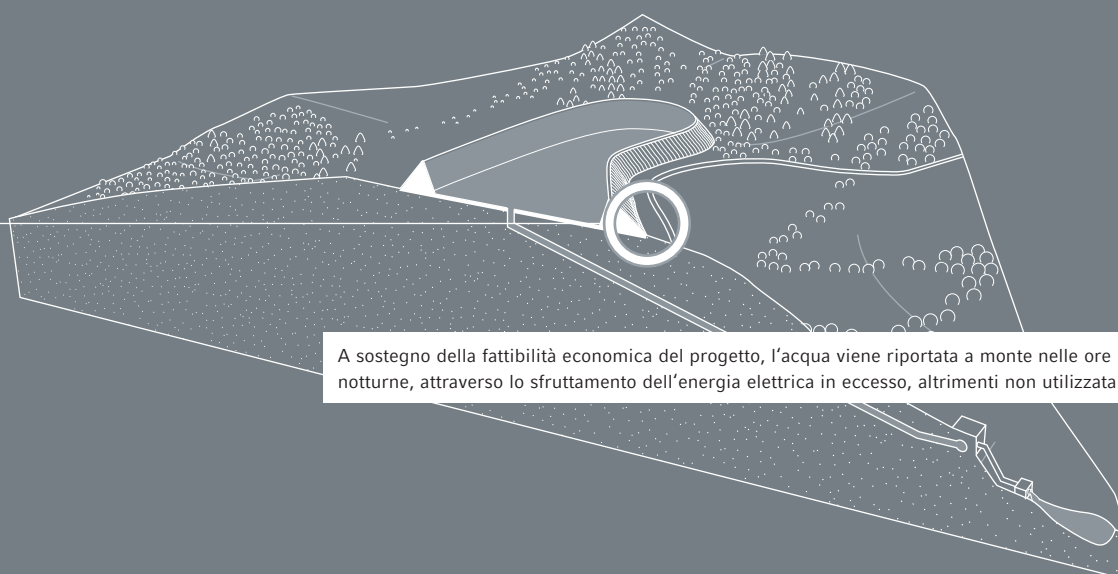 A sostegno della fattibilità economica del progetto, l'acqua viene riportata a monte nelle ore
notturne, attraverso lo sfruttamento dell'energia elettrica in eccesso, altrimenti non utilizzata